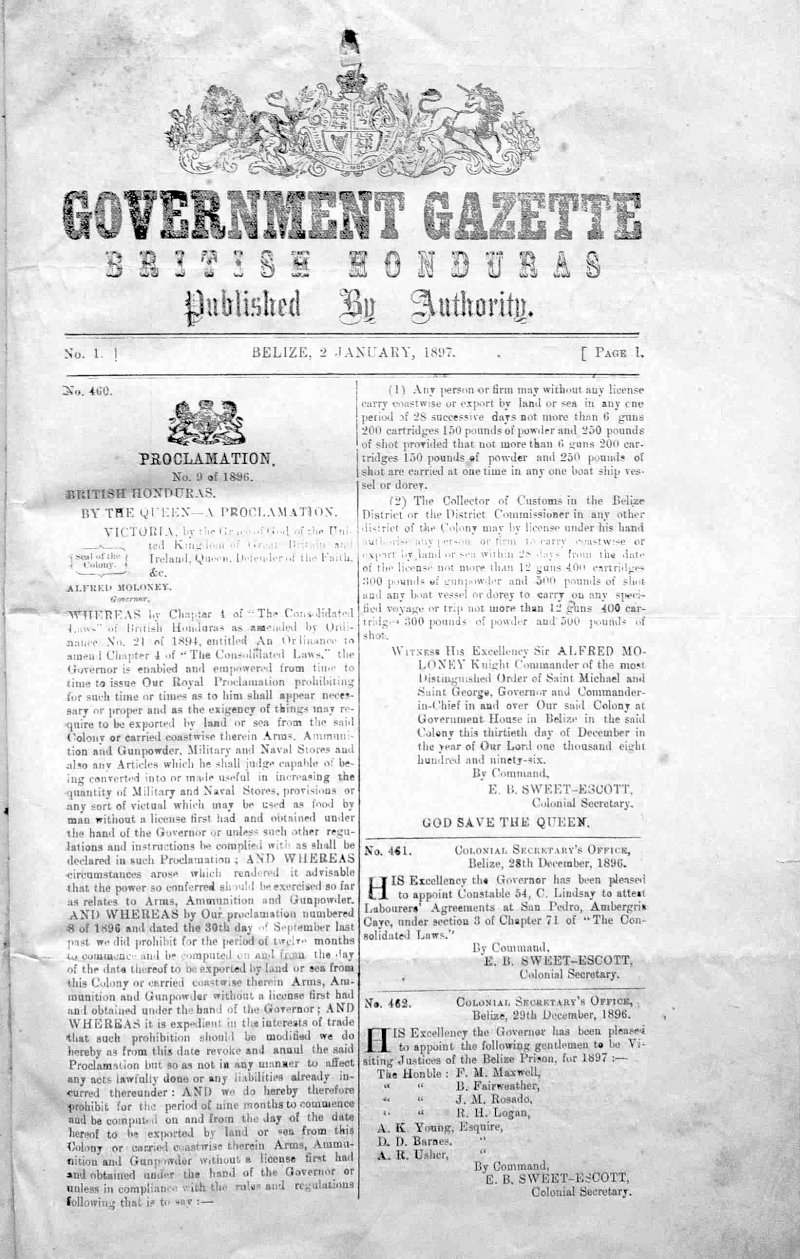 GOVERNMENT GAZETTE
BRITISH HONDURAS
Published By Authority.
No. 1. ]
BELIZE, 2 JANUARY, 1897.
[ PAGE 1.
No. 460.
PROCLAMATION.
No. 9 of 1896.
BRITISH HONDURAS.
BY THE QUEEN—A PROCLAMATION.
VICTORIA, by the Grace of God of the Uni-
ted Kingdom of Great Britain and
Ireland, Queen, Defender of the Faith,
&c.
Seal of the
Colony.
ALFRED MOLONEY,
Governor.
WHEREAS by Chapter 4 of "The Consolidated
Laws" of British Honduras as amended by Ordi-
nance No. 21 of 1894, entitled An Ordinance to
amend Chapter 4 of "The Consolidated Laws," the
Governor is enabled and empowered from time to
time to issue Our Royal Proclamation prohibiting
for such time or times as to him shall appear neces-
sary or proper and as the exigency of things may re-
quire to be exported by land or sea from the said
Colony or carried coastwise therein Arms, Ammuni-
tion and Gunpowder, Military and Naval Stores and
also any Articles which he shall judge capable of be-
ing converted into or made useful in increasing the
quantity of Military and Naval Stores, provisions or
any sort of victual which may be used as food by
man without a license first had and obtained under
the hand of the Governor or unless such other regu-
lations and instructions be complied with as shall be
declared in such Proclamation ; AND WHEREAS
circumstances arose which rendered it advisable
that the power so conferred should be exercised so far
as relates to Arms, Ammunition and Gunpowder.
AND WHEREAS by Our proclamation numbered
8 of 1896 and dated the 30th day of September last
past we did prohibit for the period of twelve months
to commence and be computed on and from the day
of the date thereof to be exported by land or sea from
this Colony or carried coastwise therein Arms, Am-
munition and Gunpowder without a license first had
and obtained under the hand of the Governor ; AND
WHEREAS it is expedient in the interests of trade
that such prohibition should be modified we do
hereby as from this date revoke and annul the said
Proclamation but so as not in any manner to affect
any acts lawfully done or any liabilities already in-
curred thereunder : AND we do hereby therefore
prohibit for the period of nine months to commence
and be computed on and from the day of the date
hereof to be exported by land or sea from this
Colony or carried coastwise therein Arms, Ammu-
nition and Gunpowder without a license first had
and obtained under the hand of the Governor or
unless in compliance with the rules and regulations
following that is to say :—
(1) Any person or firm may without any license
carry coastwise or export by land or sea in any one
period of 28 successive days not more than 6 guns
200 cartridges 150 pounds of powder and 250 pounds
of shot provided that not more than 6 guns 200 car-
tridges 150 pounds of powder and 250 pounds of
shot are carried at one time in any one boat ship ves-
sel or dorey.
(2) The Collector of Customs in the Belize
District or the District Commissioner in any other
district of the Colony may by license under his hand
authorise any person or firm to carry coastwise or
export by land or sea within 28 days from the date
of the license not more than 12 guns 400 cartridges
300 pounds of gunpowder and 500 pounds of shot
and any boat vessel or dorey to carry on any speci-
fied voyage or trip not more than 12 guns 400 car-
tridges 300 pounds of powder and 500 pounds of
shot.
WITNESS His Excellency Sir ALFRED MO-
LONEY Knight Commander of the most
Distinguished Order of Saint Michael and
Saint George, Governor and Commander-
in-Chief in and over Our said Colony at
Government House in Belize in the said
Colony this thirtieth day of December in
the year of Our Lord one thousand eight
hundred and ninety-six.
By Command,
E. B. SWEET-ESCOTT,
Colonial Secretary.
GOD SAVE THE QUEEN.
No. 461. COLONIAL SECRETARY'S OFFICE,
Belize, 28th December, 1896.
HIS Excellency the Governor has been pleased
to appoint Constable 54, C. Lindsay to attest
Labourers' Agreements at San Pedro, Ambergris
Caye, under section 3 of Chapter 71 of "The Con-
solidated Laws."
By Command,
E. B. SWEET-ESCOTT,
Colonial Secretary.
No. 462. COLONIAL SECRETARY'S OFFICE,
Belize, 29th December, 1896.
HIS Excellency the Governor has been pleased
to appoint the following gentlemen to be Vi-
siting Justices of the Belize Prison, for 1897 :—
The Honble : F. M. Maxwell,
" " B. Fairweather,
" " J. M. Rosado,
" " R. H. Logan,
A. K. Young, Esquire,
D. D. Barnes, "
A. R. Usher, "
By Command,
E. B. SWEET-ESCOTT,
Colonial Secretary.